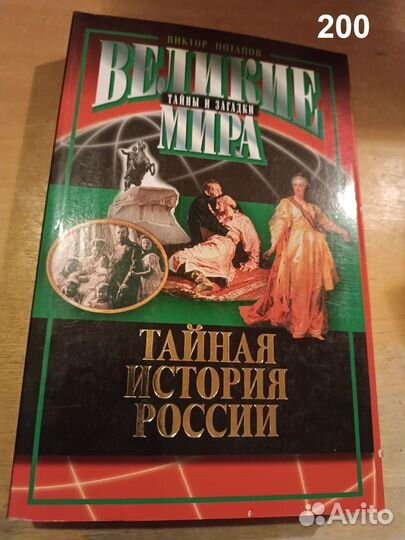 200
ВИКТОР ПОТАПОВ
ВЕЛИКИЕ
ТАЙНЫ И ЗАГАДКИ
МИРА
ТАЙНАЯ
ИСТОРИЯ
РОССИИ
Avito